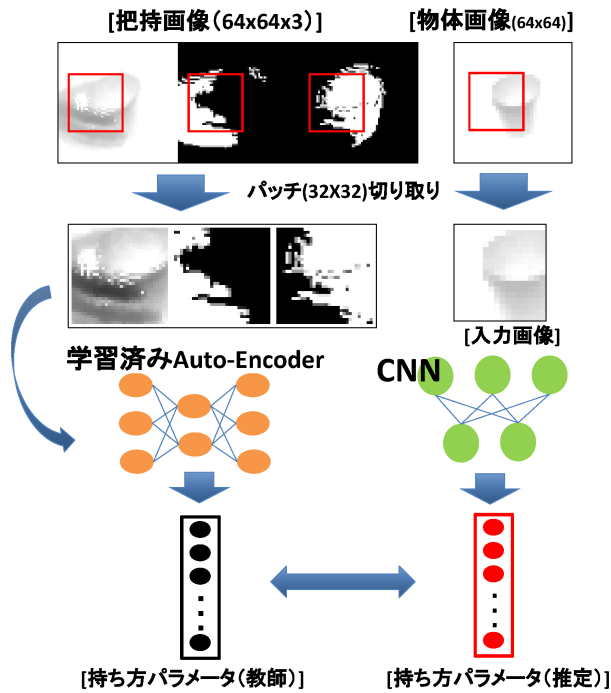 [把持画像（64x64x3）]
[物体画像(64x64)]
パッチ(32X32)切り取り
[入力画像]
学習済みAuto-Encoder
CNN
[持ち方パラメータ（教師）]
[持ち方パラメータ（推定）]